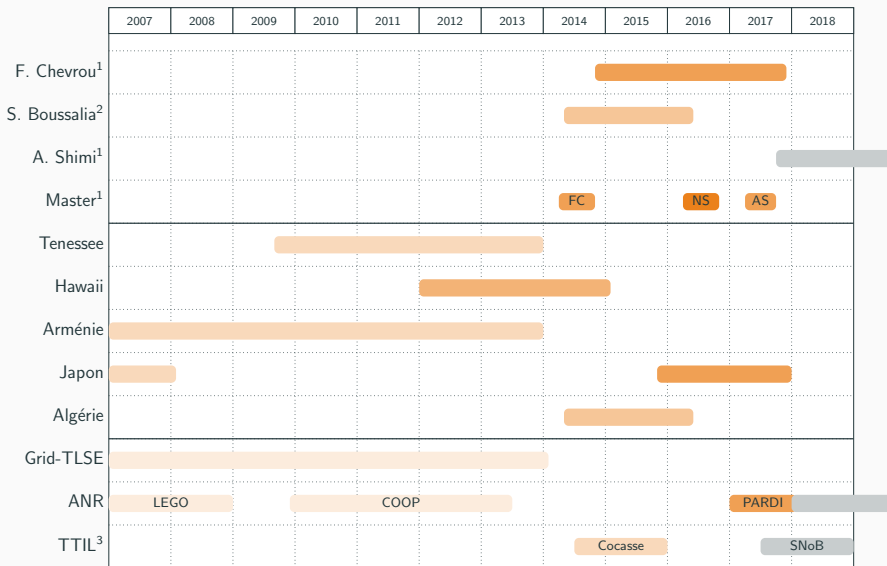 2007 2008 2009 2010 2011 2012 2013 2014 2015 2016 2017 2018
F. Chevrou¹
S. Boussalia²
A. Shimi¹
Master¹ FC NS AS
Tenessee
Hawaii
Arménie
Japon
Algérie
Grid-TLSE
ANR LEGO COOP PARDI
TTIL³ Cocasse SNoB